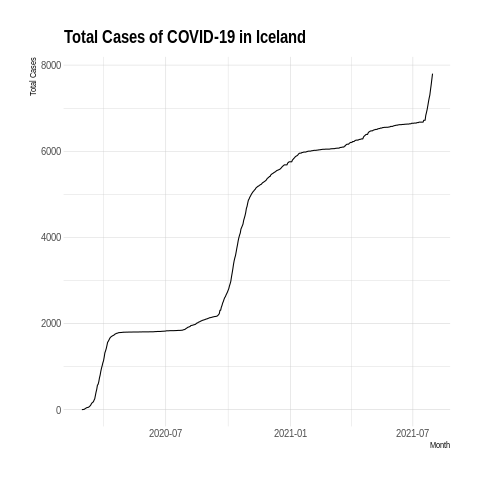 Total Cases of COVID-19 in Iceland
Total Cases
8000
6000
4000
2000
0
2020-07
2021-01
2021-07
Month